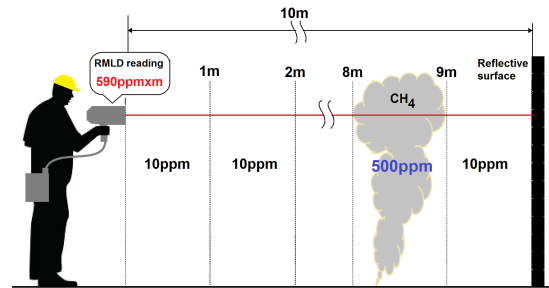 10m
RMLD reading
590ppmxm
1m
2m
8m
9m
Reflective
surface
CH4
10ppm
10ppm
500ppm
10ppm